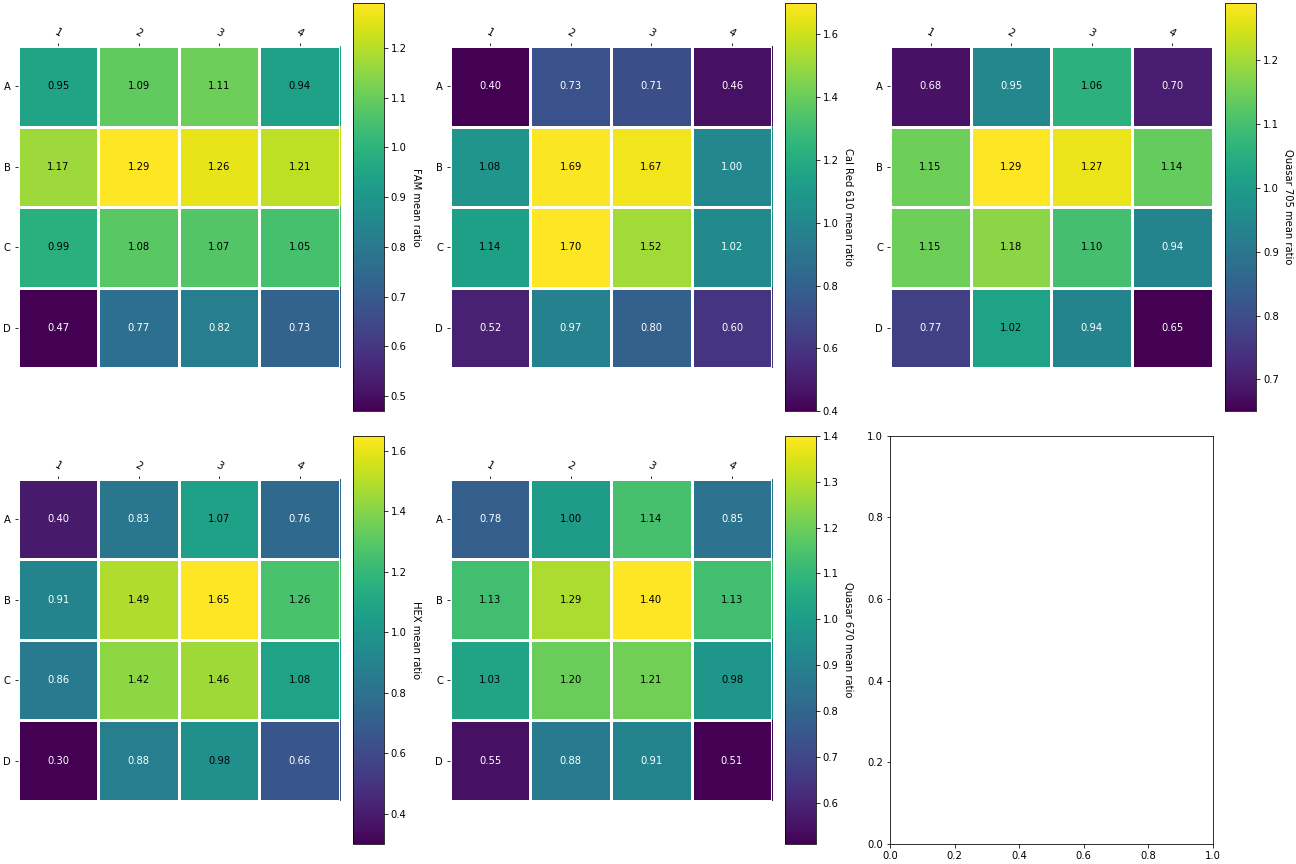 1 2 3 4
A 0.95 1.09 1.11 0.94
B 1.17 1.29 1.26 1.21
C 0.99 1.08 1.07 1.05
D 0.47 0.77 0.82 0.73
1.2
1.1
1.0
0.9
0.8
0.7
0.6
0.5
FAM mean ratio
1 2 3 4
A 0.40 0.73 0.71 0.46
B 1.08 1.69 1.67 1.00
C 1.14 1.70 1.52 1.02
D 0.52 0.97 0.80 0.60
1.6
1.4
1.2
1.0
0.8
0.6
0.4
Cal Red 610 mean ratio
1 2 3 4
A 0.68 0.95 1.06 0.70
B 1.15 1.29 1.27 1.14
C 1.15 1.18 1.10 0.94
D 0.77 1.02 0.94 0.65
1.2
1.1
1.0
0.9
0.8
0.7
Quasar 705 mean ratio
1 2 3 4
A 0.40 0.83 1.07 0.76
B 0.91 1.49 1.65 1.26
C 0.86 1.42 1.46 1.08
D 0.30 0.88 0.98 0.66
1.6
1.4
1.2
1.0
0.8
0.6
0.4
HEX mean ratio
1 2 3 4
A 0.78 1.00 1.14 0.85
B 1.13 1.29 1.40 1.13
C 1.03 1.20 1.21 0.98
D 0.55 0.88 0.91 0.51
1.4
1.3
1.2
1.1
1.0
0.9
0.8
0.7
0.6
Quasar 670 mean ratio
1.0
0.8
0.6
0.4
0.2
0.0
0.0 0.2 0.4 0.6 0.8 1.0